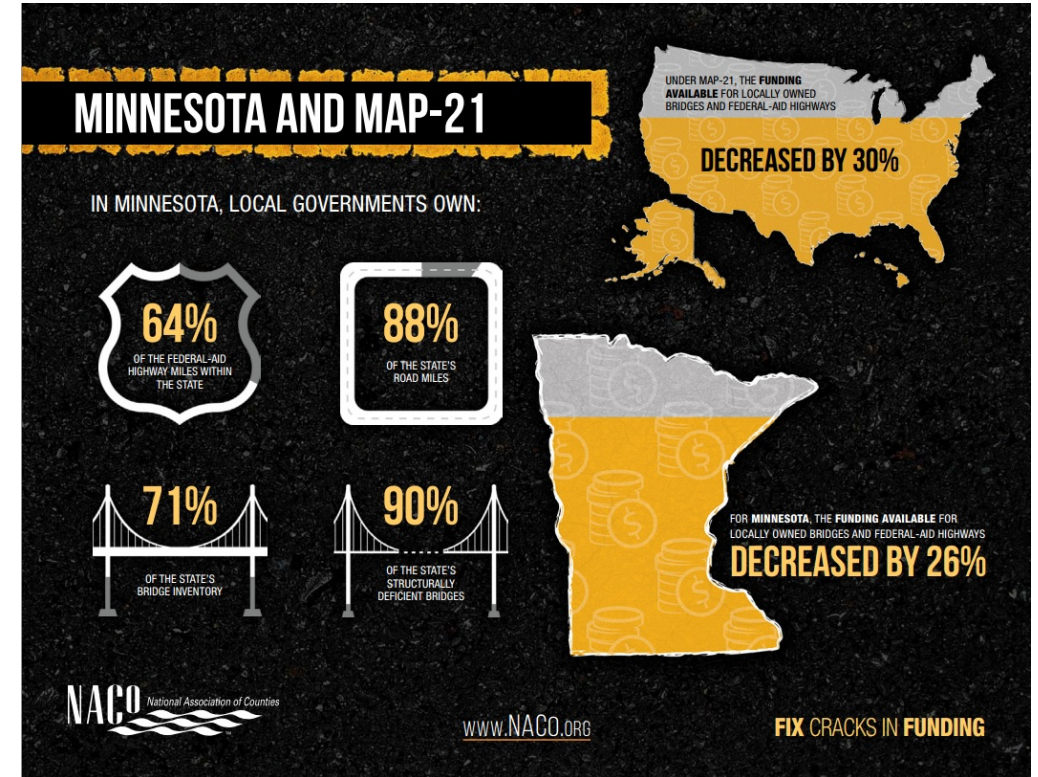 MINNESOTA AND MAP-21
UNDER MAP-21, THE FUNDING
AVAILABLE FOR LOCALLY OWNED
BRIDGES AND FEDERAL-AID HIGHWAYS
DECREASED BY 30%
IN MINNESOTA, LOCAL GOVERNMENTS OWN:
64%
OF THE FEDERAL-AID
HIGHWAY MILES WITHIN
THE STATE
88%
OF THE STATE'S
ROAD MILES
71%
OF THE STATE'S
BRIDGE INVENTORY
90%
OF THE STATE'S
STRUCTURALLY
DEFICIENT BRIDGES
FOR MINNESOTA, THE FUNDING AVAILABLE FOR
LOCALLY OWNED BRIDGES AND FEDERAL-AID HIGHWAYS
DECREASED BY 26%
NACO National Association of Counties
WWW.NACO.ORG
FIX CRACKS IN FUNDING